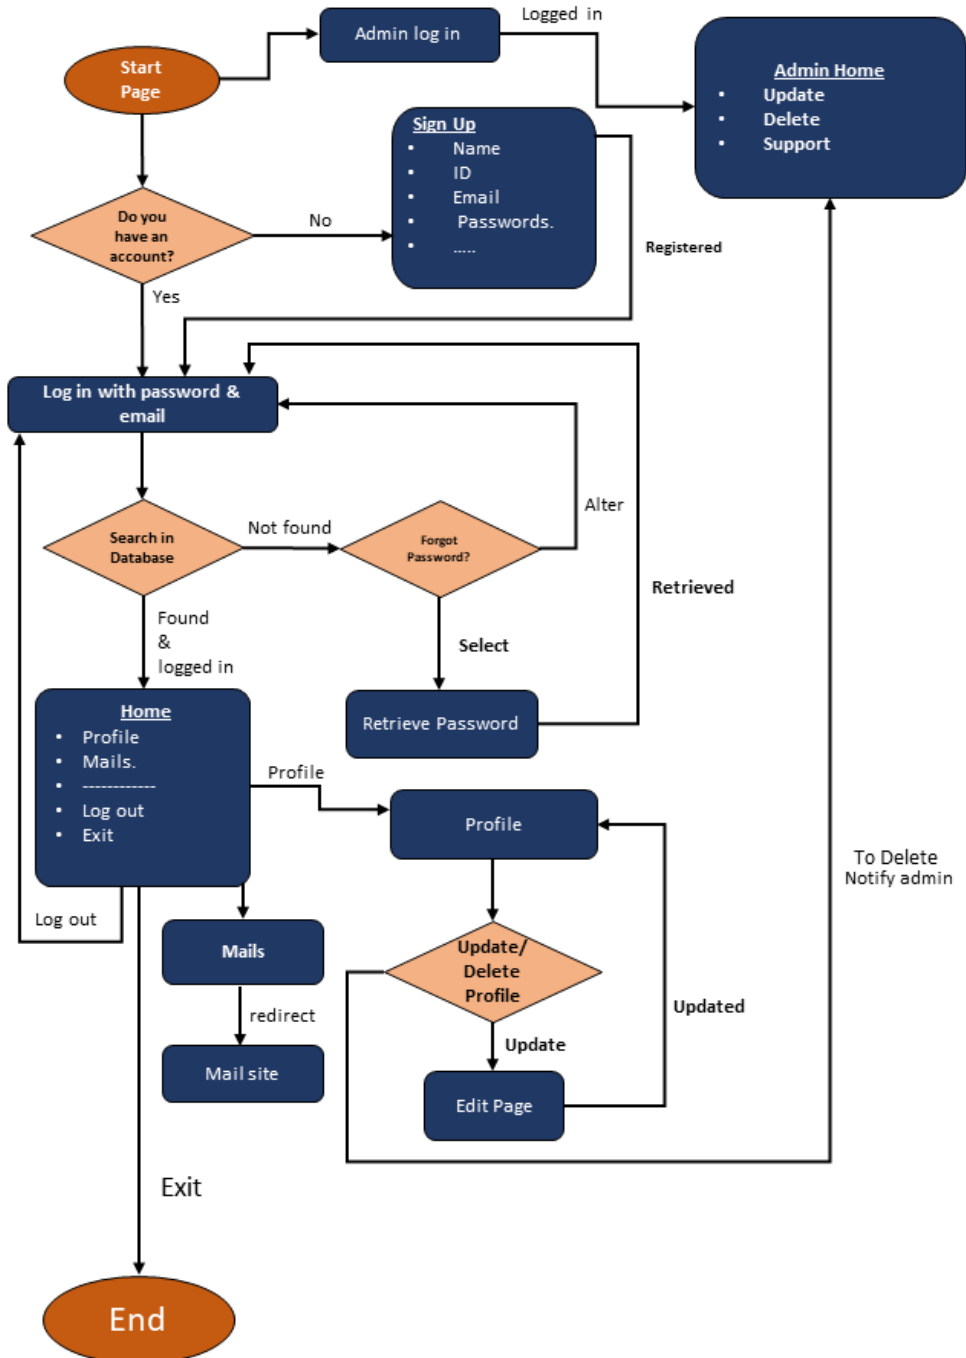 Logged in
Admin log in
Start
Page
Admin Home
• Update
• Delete
• Support
Sign Up
• Name
• ID
• Email
• Passwords.
• .....
Do you
have an
account?
No
Registered
Yes
Log in with password &
email
Alter
Search in
Database
Not found
Forgot
Password?
Retrieved
Found
&
logged in
Select
Home
• Profile
• Mails.
• ------------
• Log out
• Exit
Retrieve Password
Profile
Profile
To Delete
Notify admin
Log out
Mails
Update/
Delete
Profile
Updated
redirect
Update
Mail site
Edit Page
Exit
End